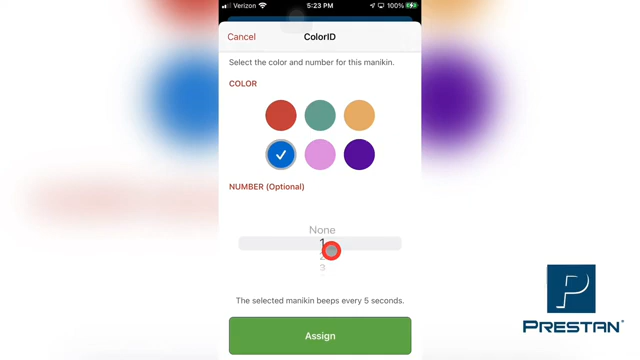 Verizon 5:23 PM 100%
Cancel ColorID
Select the color and number for this manikin.
COLOR
NUMBER (Optional)
None
1
2
3
The selected manikin beeps every 5 seconds.
Assign
P
PRESTAN